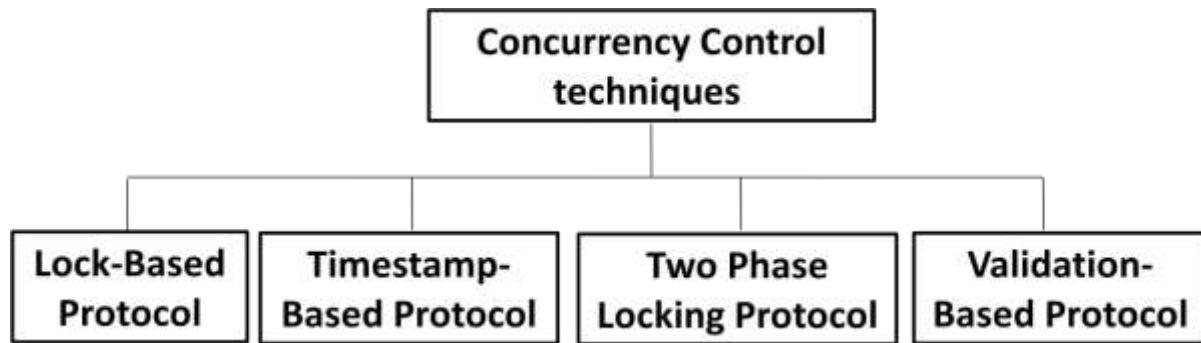 Concurrency Control
techniques
Lock-Based
Protocol
Timestamp-
Based Protocol
Two Phase
Locking Protocol
Validation-
Based Protocol